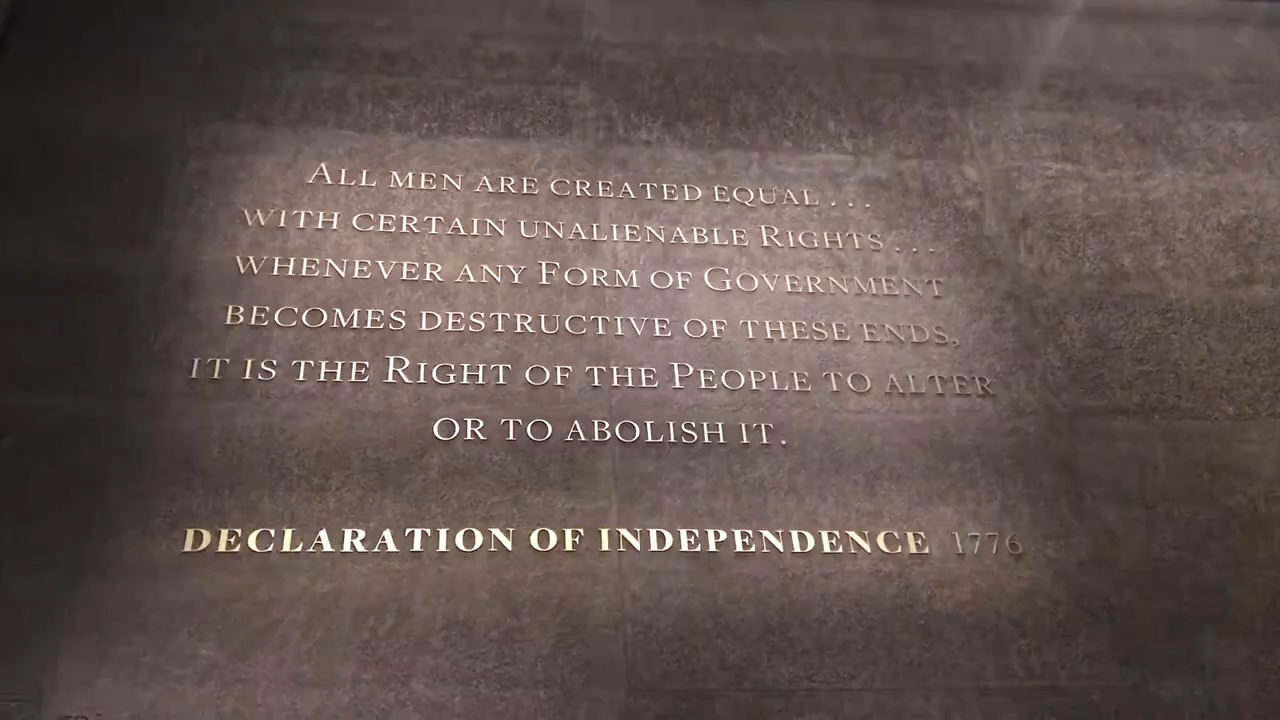 All men are created equal . . .
with certain unalienable Rights . . .
whenever any Form of Government
becomes destructive of these ends,
it is the Right of the People to alter
or to abolish it.
DECLARATION OF INDEPENDENCE 1776